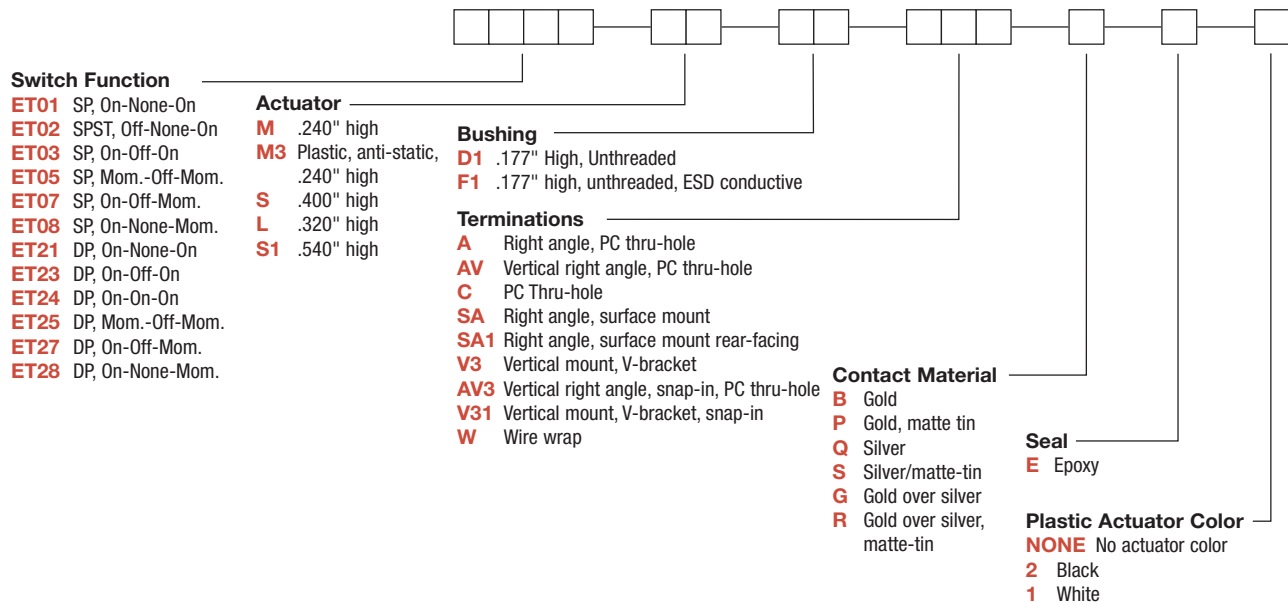 Switch Function
ET01 SP, On-None-On
ET02 SPST, Off-None-On
ET03 SP, On-Off-On
ET05 SP, Mom.-Off-Mom.
ET07 SP, On-Off-Mom.
ET08 SP, On-None-Mom.
ET21 DP, On-None-On
ET23 DP, On-Off-On
ET24 DP, On-On-On
ET25 DP, Mom.-Off-Mom.
ET27 DP, On-Off-Mom.
ET28 DP, On-None-Mom.
Actuator
M .240" high
M3 Plastic, anti-static,
.240" high
S .400" high
L .320" high
S1 .540" high
Bushing
D1 .177" High, Unthreaded
F1 .177" high, unthreaded, ESD conductive
Terminations
A Right angle, PC thru-hole
AV Vertical right angle, PC thru-hole
C PC Thru-hole
SA Right angle, surface mount
SA1 Right angle, surface mount rear-facing
V3 Vertical mount, V-bracket
AV3 Vertical right angle, snap-in, PC thru-hole
V31 Vertical mount, V-bracket, snap-in
W Wire wrap
Contact Material
B Gold
P Gold, matte tin
Q Silver
S Silver/matte-tin
G Gold over silver
R Gold over silver,
matte-tin
Seal
E Epoxy
Plastic Actuator Color
NONE No actuator color
2 Black
1 White